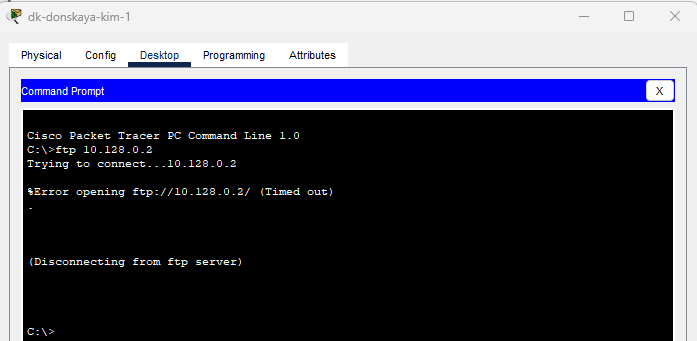 dk-donskaya-kim-1
Physical Config Desktop Programming Attributes
Command Prompt X
Cisco Packet Tracer PC Command Line 1.0
C:\>ftp 10.128.0.2
Trying to connect...10.128.0.2
%Error opening ftp://10.128.0.2/ (Timed out)
.
(Disconnecting from ftp server)
C:\>